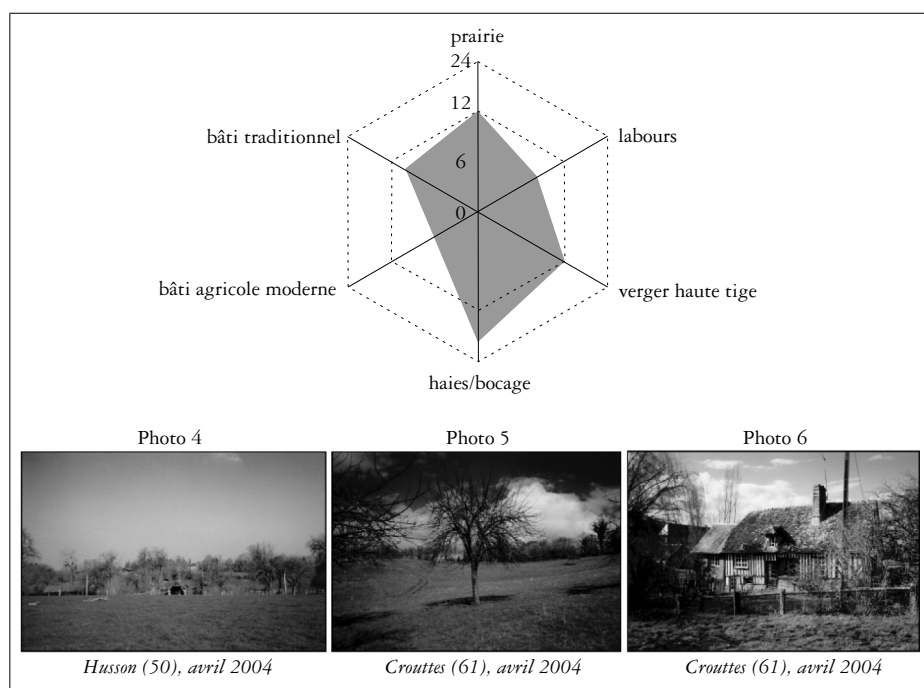 prairie
24
12
bâti traditionnel
labours
6
0
bâti agricole moderne
verger haute tige
haies/bocage
Photo 4
Photo 5
Photo 6
Husson (50), avril 2004
Crouttes (61), avril 2004
Crouttes (61), avril 2004